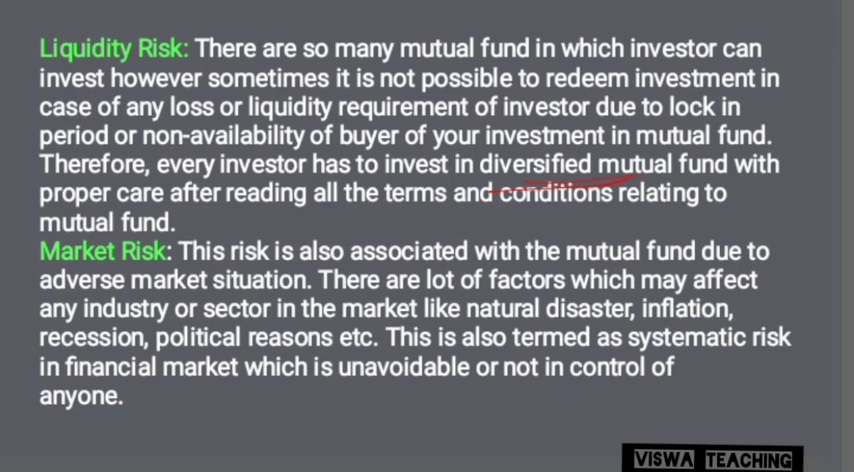 Liquidity Risk: There are so many mutual fund in which investor can
invest however sometimes it is not possible to redeem investment in
case of any loss or liquidity requirement of investor due to lock in
period or non-availability of buyer of your investment in mutual fund.
Therefore, every investor has to invest in diversified mutual fund with
proper care after reading all the terms and conditions relating to
mutual fund.
Market Risk: This risk is also associated with the mutual fund due to
adverse market situation. There are lot of factors which may affect
any industry or sector in the market like natural disaster, inflation,
recession, political reasons etc. This is also termed as systematic risk
in financial market which is unavoidable or not in control of
anyone.
VISWA TEACHING